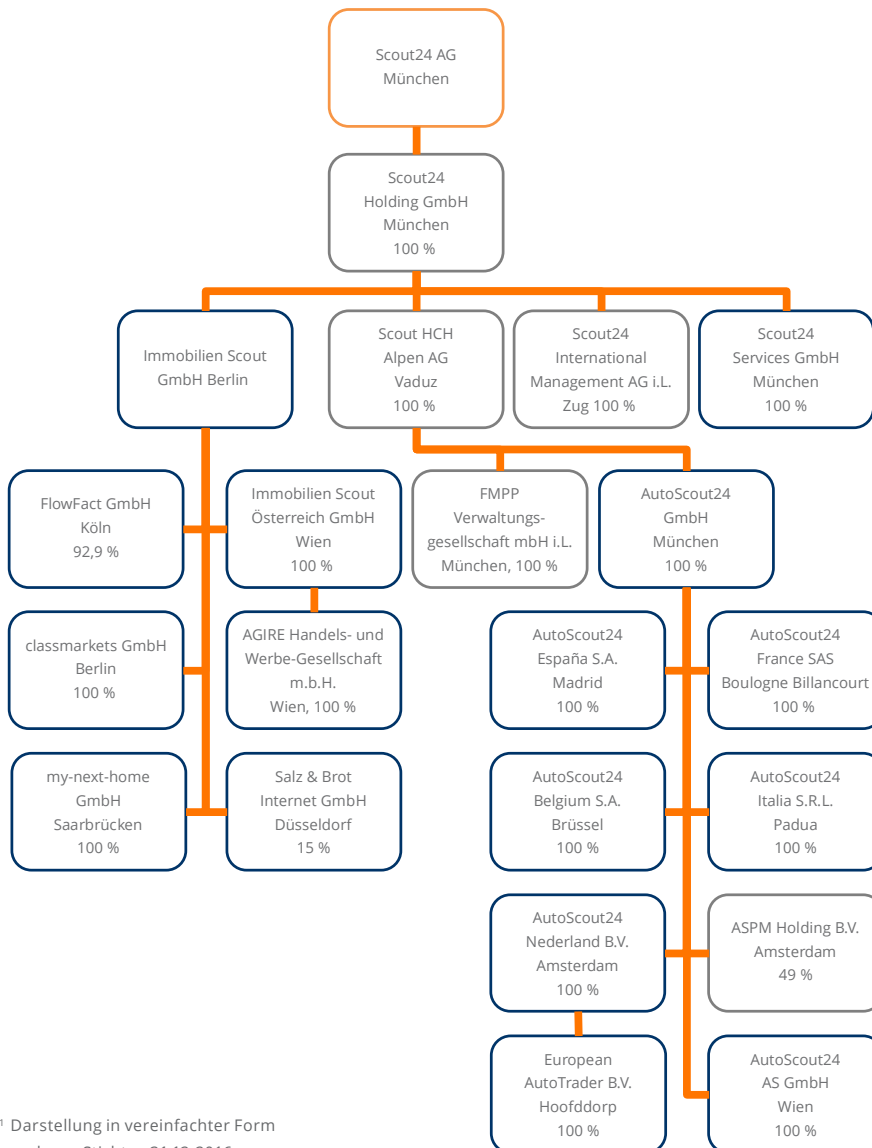 Scout24 AG
München
Scout24
Holding GmbH
München
100 %
Immobilien Scout
GmbH Berlin
Scout HCH
Alpen AG
Vaduz
100 %
Scout24
International
Management AG i.L.
Zug 100 %
Scout24
Services GmbH
München
100 %
FlowFact GmbH
Köln
92,9 %
Immobilien Scout
Österreich GmbH
Wien
100 %
FMPP
Verwaltungs-
gesellschaft mbH i.L.
München, 100 %
AutoScout24
GmbH
München
100 %
classmarkets GmbH
Berlin
100 %
AGIRE Handels- und
Werbe-Gesellschaft
m.b.H.
Wien, 100 %
AutoScout24
España S.A.
Madrid
100 %
AutoScout24
France SAS
Boulogne Billancourt
100 %
my-next-home
GmbH
Saarbrücken
100 %
Salz & Brot
Internet GmbH
Düsseldorf
15 %
AutoScout24
Belgium S.A.
Brüssel
100 %
AutoScout24
Italia S.R.L.
Padua
100 %
AutoScout24
Nederland B.V.
Amsterdam
100 %
ASPM Holding B.V.
Amsterdam
49 %
European
AutoTrader B.V.
Hoofddorp
100 %
AutoScout24
AS GmbH
Wien
100 %
¹ Darstellung in vereinfachter Form